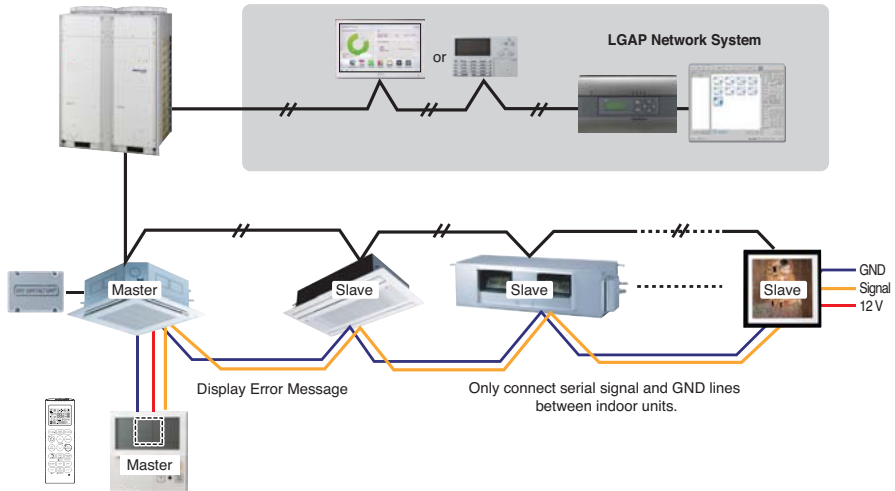 or
LGAP Network System
Master
Slave
Slave
Slave
GND
Signal
12 V
Display Error Message
Only connect serial signal and GND lines
between indoor units.
Master